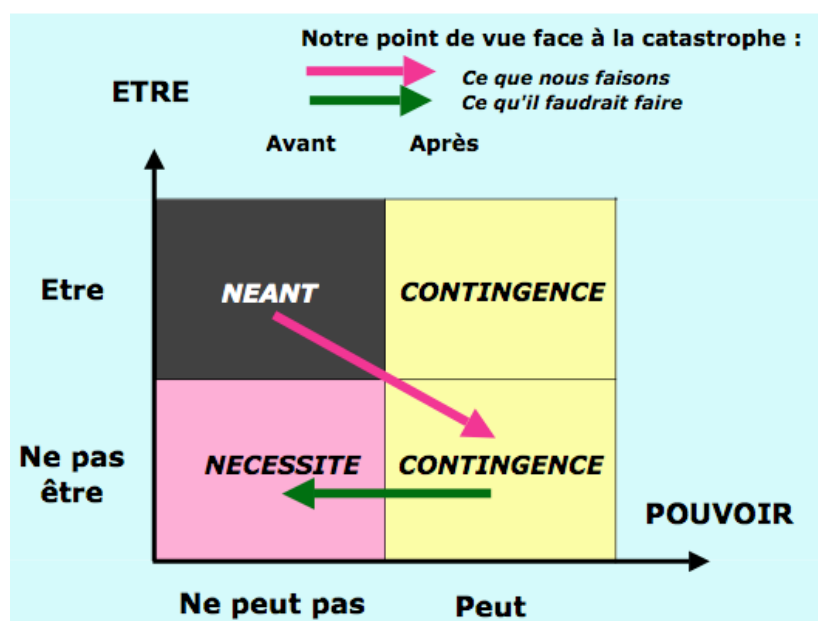 Notre point de vue face à la catastrophe :
Ce que nous faisons
Ce qu'il faudrait faire
ETRE
Avant Après
Etre
NEANT CONTINGENCE
Ne pas
être
NECESSITE CONTINGENCE
POUVOIR
Ne peut pas Peut